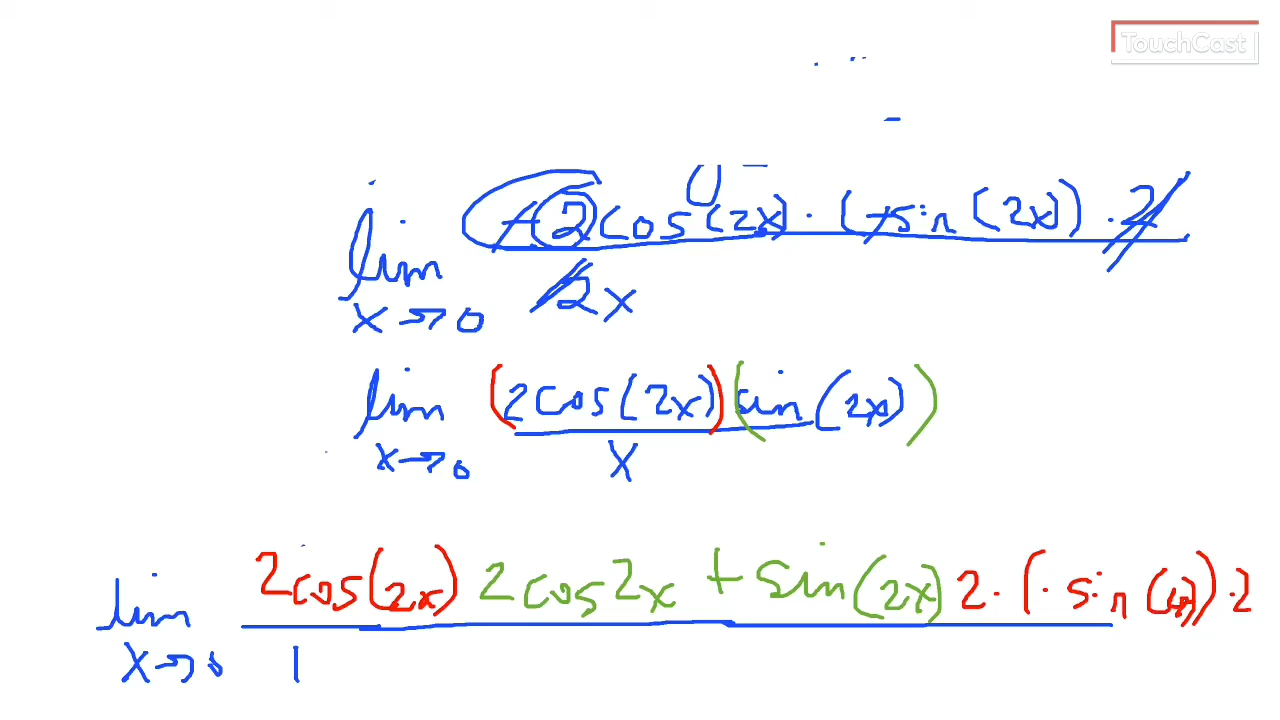 TouchCast
lim x→0 -2cos(2x)·(-sin(2x))·2 / 2x
lim x→0 (2cos(2x))(sin(2x)) / x
lim x→0 2cos(2x) 2cos2x + sin(2x) 2·(-sin( ))·2 / 1